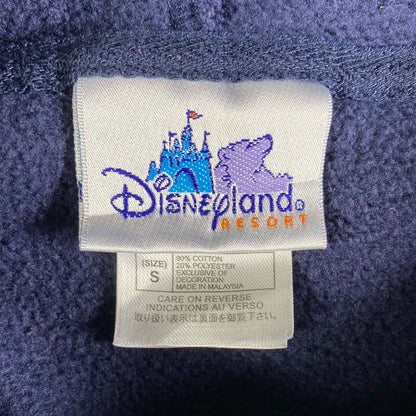 Disneyland®
RESORT
(SIZE)
S
80% COTTON
20% POLYESTER
EXCLUSIVE OF
DECORATION
MADE IN MALAYSIA
CARE ON REVERSE
INDICATIONS AU VERSO
取り扱い表示は裏面を御覧下さい。